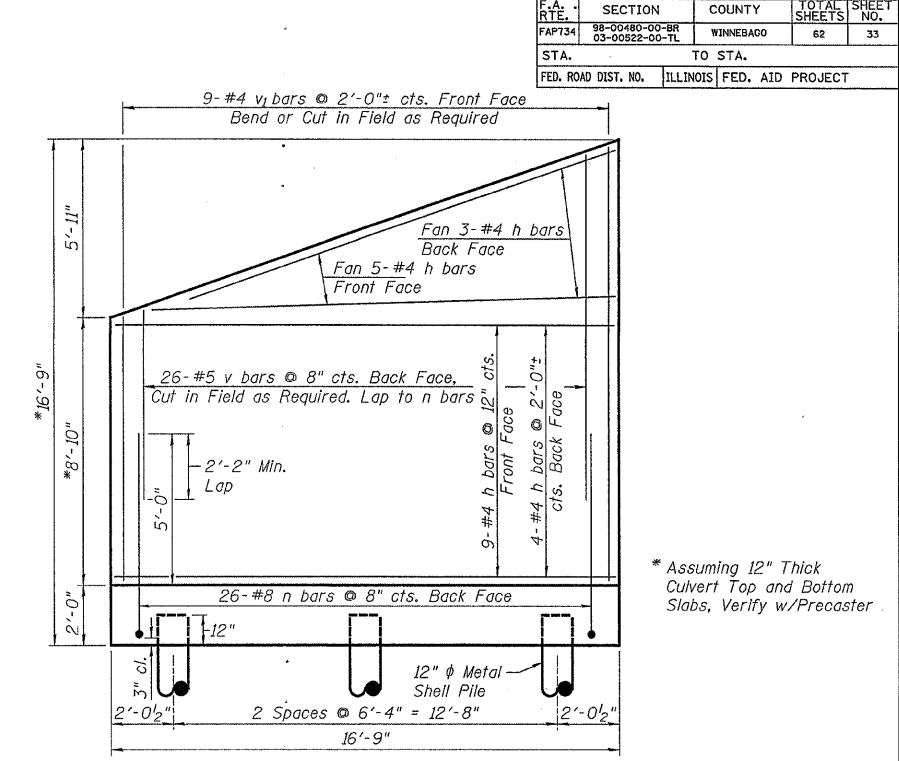 F.A. RTE. SECTION COUNTY TOTAL SHEETS SHEET NO.
FAP734 98-00480-00-BR 03-00522-00-TL WINNEBAGO 62 33
STA. TO STA.
FED. ROAD DIST. NO. ILLINOIS FED. AID PROJECT
9-#4 v1 bars @ 2'-0"± cts. Front Face
Bend or Cut in Field as Required
5'-11"
Fan 3-#4 h bars
Back Face
Fan 5-#4 h bars
Front Face
*16'-9"
*8'-10"
26-#5 v bars @ 8" cts. Back Face,
Cut in Field as Required. Lap to n bars
9-#4 h bars @ 12" cts.
Front Face
4-#4 h bars @ 2'-0"±
cts. Back Face
2'-2" Min.
Lap
5'-0"
* Assuming 12" Thick
Culvert Top and Bottom
Slabs, Verify w/Precaster
26-#8 n bars @ 8" cts. Back Face
2'-0"
12"
3" cl.
12" ϕ Metal
Shell Pile
2'-0½"
2 Spaces @ 6'-4" = 12'-8"
2'-0½"
16'-9"